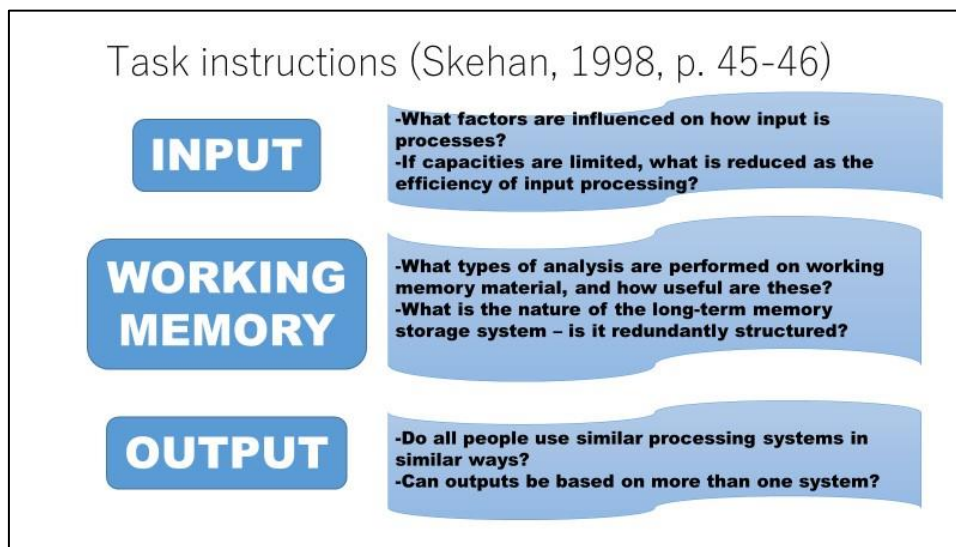 Task instructions (Skehan, 1998, p. 45-46)
INPUT
-What factors are influenced on how input is
processes?
-If capacities are limited, what is reduced as the
efficiency of input processing?
WORKING
MEMORY
-What types of analysis are performed on working
memory material, and how useful are these?
-What is the nature of the long-term memory
storage system – is it redundantly structured?
OUTPUT
-Do all people use similar processing systems in
similar ways?
-Can outputs be based on more than one system?